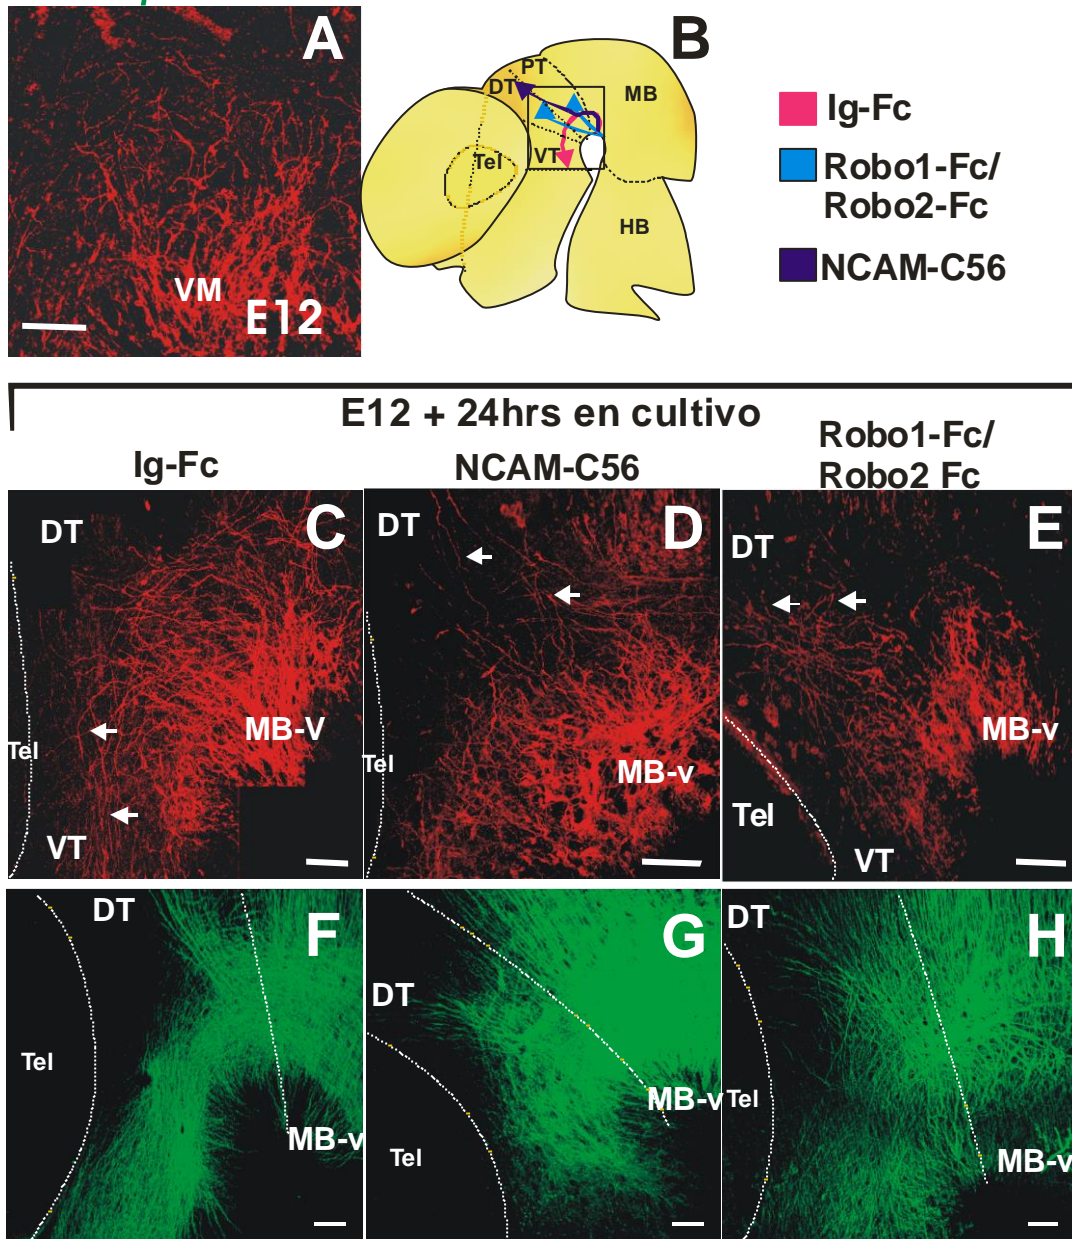 A
VM
E12
B
PT
DT
MB
Tel
VT
HB
Ig-Fc
Robo1-Fc/
Robo2-Fc
NCAM-C56
E12 + 24hrs en cultivo
Ig-Fc
NCAM-C56
Robo1-Fc/
Robo2 Fc
DT
C
MB-V
Tel
VT
DT
D
Tel
MB-v
DT
E
MB-v
Tel
VT
DT
F
Tel
MB-v
G
DT
MB-v
Tel
DT
H
Tel
MB-v